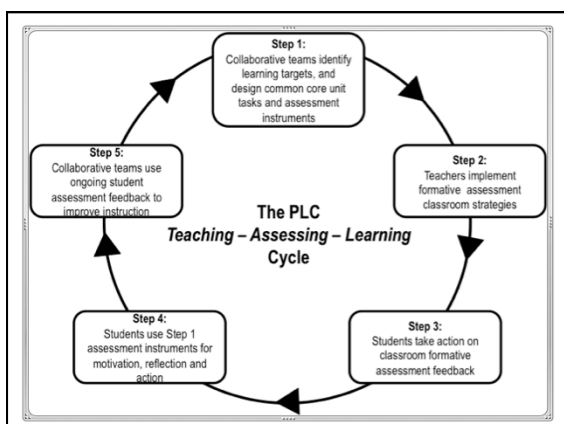 Step 1:
Collaborative teams identify
learning targets, and
design common core unit
tasks and assessment
instruments
Step 2:
Teachers implement
formative assessment
classroom strategies
Step 3:
Students take action on
classroom formative
assessment feedback
Step 4:
Students use Step 1
assessment instruments for
motivation, reflection and
action
Step 5:
Collaborative teams use
ongoing student
assessment feedback to
improve instruction
The PLC
Teaching – Assessing – Learning
Cycle